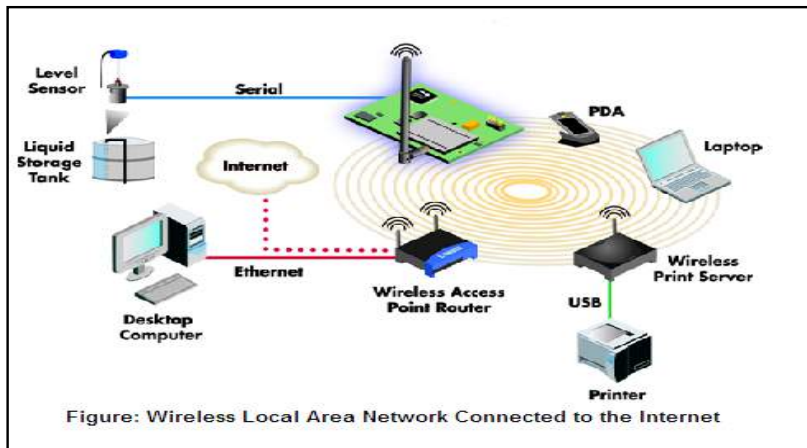 Level
Sensor
Serial
PDA
Laptop
Liquid
Storage
Tank
Internet
Ethernet
Desktop
Computer
Wireless Access
Point Router
Wireless
Print Server
USB
Printer
Figure: Wireless Local Area Network Connected to the Internet